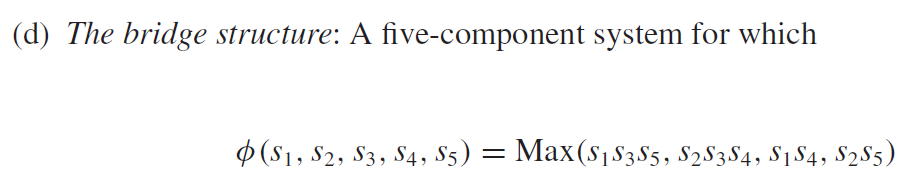 (d) The bridge structure: A five-component system for which
ϕ(s₁, s₂, s₃, s₄, s₅) = Max(s₁s₃s₅, s₂s₃s₄, s₁s₄, s₂s₅)